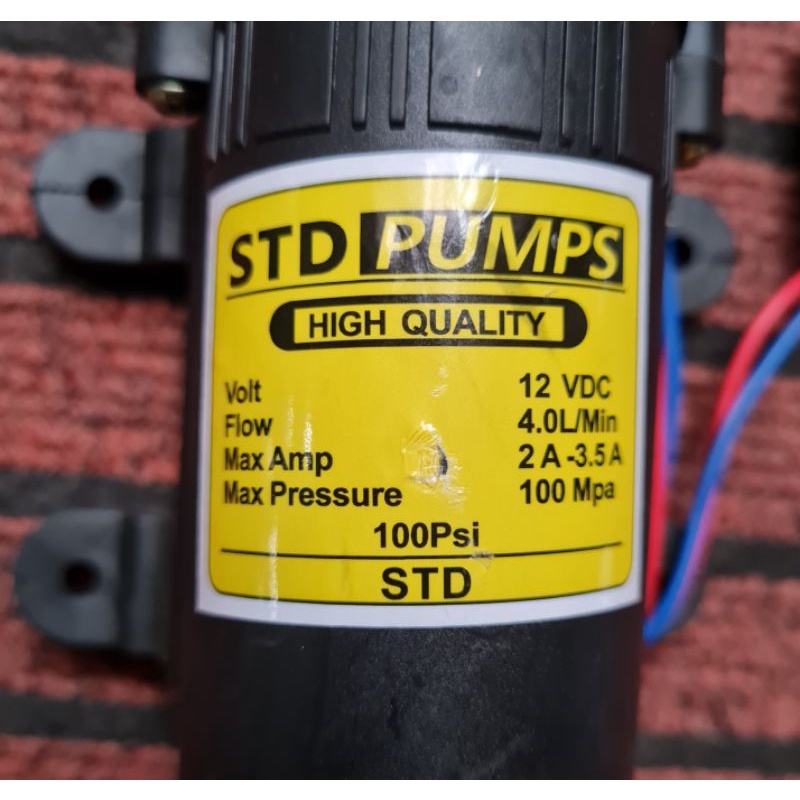 STD PUMPS
HIGH QUALITY
Volt 12 VDC
Flow 4.0L/Min
Max Amp 2 A -3.5 A
Max Pressure 100 Mpa
100Psi
STD